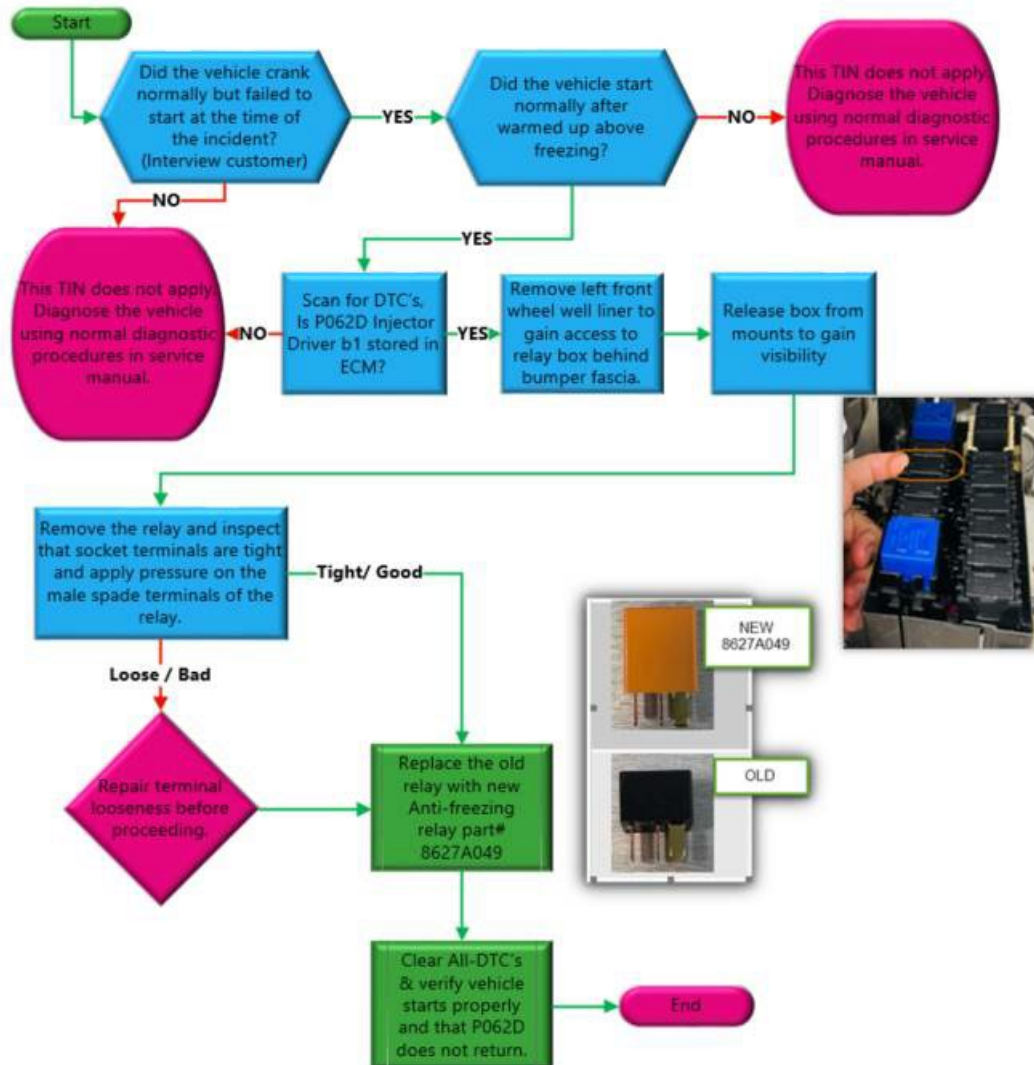 Start
Did the vehicle crank
normally but failed to
start at the time of
the incident?
(Interview customer)
YES
Did the vehicle start
normally after
warmed up above
freezing?
NO
This TIN does not apply.
Diagnose the vehicle
using normal diagnostic
procedures in service
manual.
NO
YES
This TIN does not apply.
Diagnose the vehicle
using normal diagnostic
procedures in service
manual.
NO
Scan for DTC's,
Is P062D Injector
Driver b1 stored in
ECM?
YES
Remove left front
wheel well liner to
gain access to
relay box behind
bumper fascia.
Release box from
mounts to gain
visibility
Remove the relay and inspect
that socket terminals are tight
and apply pressure on the
male spade terminals of the
relay.
Tight/ Good
Loose / Bad
NEW
8627A049
OLD
Repair terminal
looseness before
proceeding.
Replace the old
relay with new
Anti-freezing
relay part#
8627A049
Clear All-DTC's
& verify vehicle
starts properly
and that P062D
does not return.
End